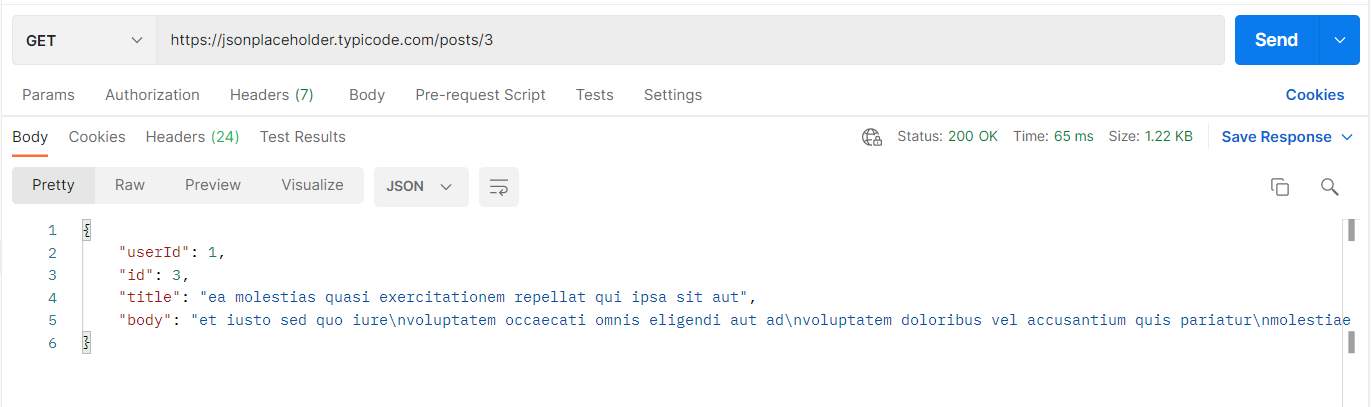 GET https://jsonplaceholder.typicode.com/posts/3 Send
Params Authorization Headers (7) Body Pre-request Script Tests Settings Cookies
Body Cookies Headers (24) Test Results Status: 200 OK Time: 65 ms Size: 1.22 KB Save Response
Pretty Raw Preview Visualize JSON
1 {
2 "userId": 1,
3 "id": 3,
4 "title": "ea molestias quasi exercitationem repellat qui ipsa sit aut",
5 "body": "et iusto sed quo iure\nvoluptatem occaecati omnis eligendi aut ad\nvoluptatem doloribus vel accusantium quis pariatur\nmolestiae
6 }